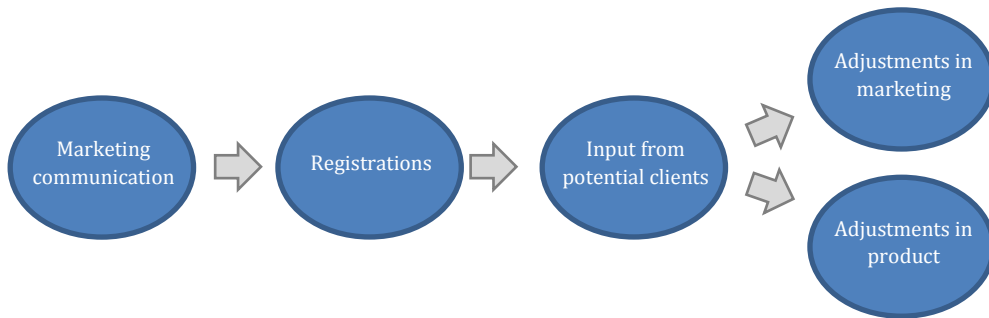 Marketing
communication
Registrations
Input from
potential clients
Adjustments in
marketing
Adjustments in
product